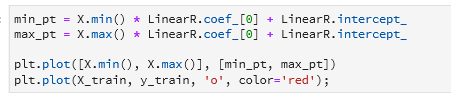 min_pt = X.min() * LinearR.coef_[0] + LinearR.intercept_
max_pt = X.max() * LinearR.coef_[0] + LinearR.intercept_
plt.plot([X.min(), X.max()], [min_pt, max_pt])
plt.plot(X_train, y_train, 'o', color='red');